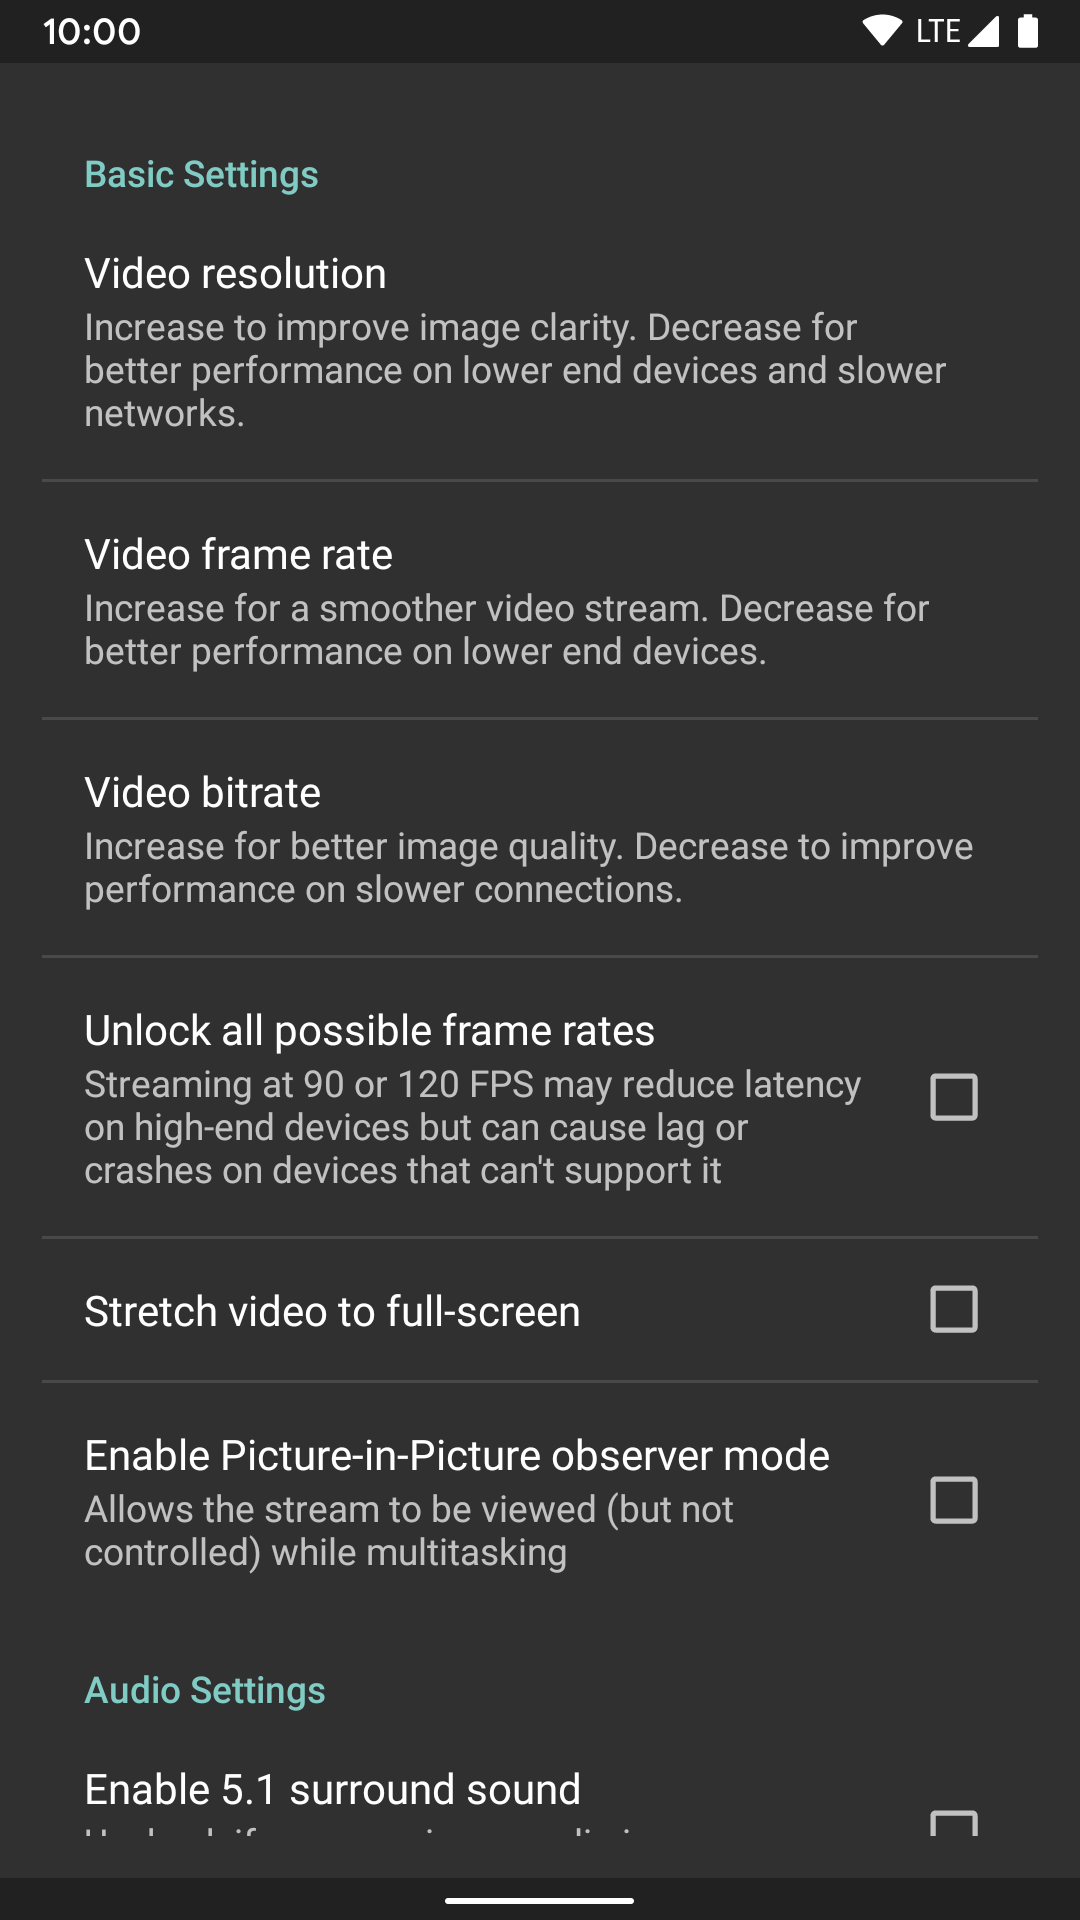 10:00
LTE
Basic Settings
Video resolution
Increase to improve image clarity. Decrease for
better performance on lower end devices and slower
networks.
Video frame rate
Increase for a smoother video stream. Decrease for
better performance on lower end devices.
Video bitrate
Increase for better image quality. Decrease to improve
performance on slower connections.
Unlock all possible frame rates
Streaming at 90 or 120 FPS may reduce latency
on high-end devices but can cause lag or
crashes on devices that can't support it
Stretch video to full-screen
Enable Picture-in-Picture observer mode
Allows the stream to be viewed (but not
controlled) while multitasking
Audio Settings
Enable 5.1 surround sound